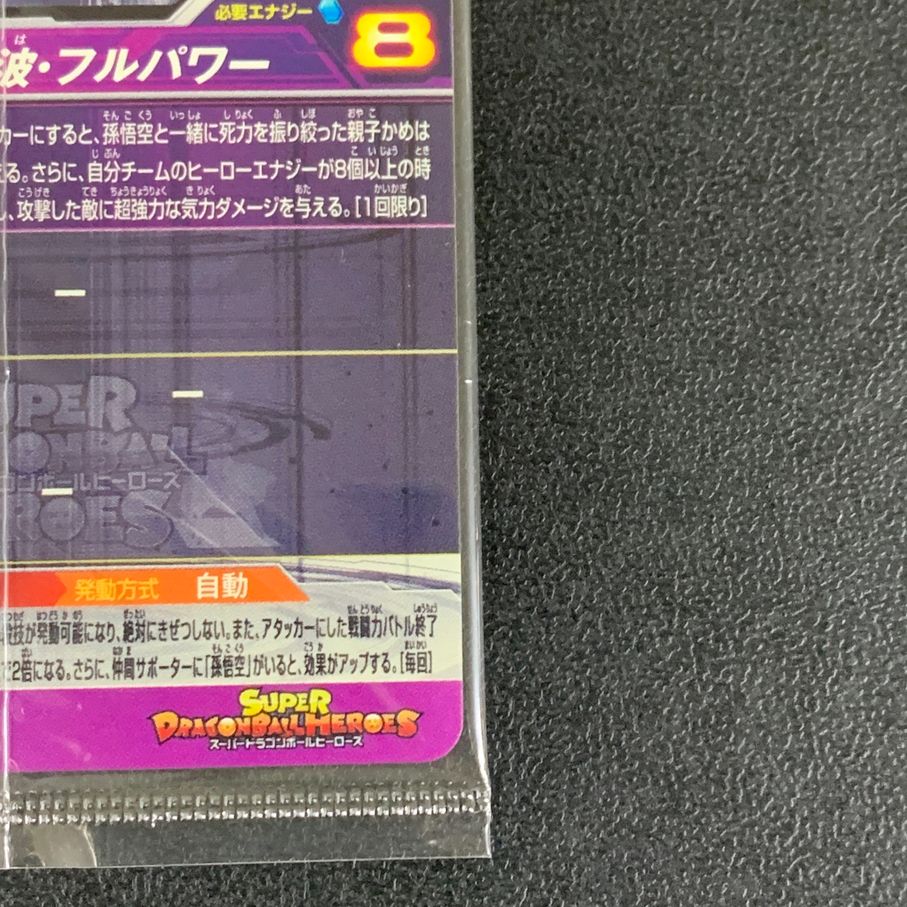 必要エナジー
8
波・フルパワー
カーにすると、孫悟空と一緒に死力を振り絞った親子かめは
える。さらに、自分チームのヒーローエナジーが8個以上の時
し、攻撃した敵に超強力な気力ダメージを与える。[1回限り]
SUPER
DRAGONBALL
ドラゴンボールヒーローズ
HEROES
発動方式 自動
技が発動可能になり、絶対にきぜつしない。また、アタッカーにした戦闘力バトル終了
で2倍になる。さらに、仲間サポーターに「孫悟空」がいると、効果がアップする。[毎回]
SUPER
DRAGONBALL HEROES
スーパードラゴンボールヒーローズ